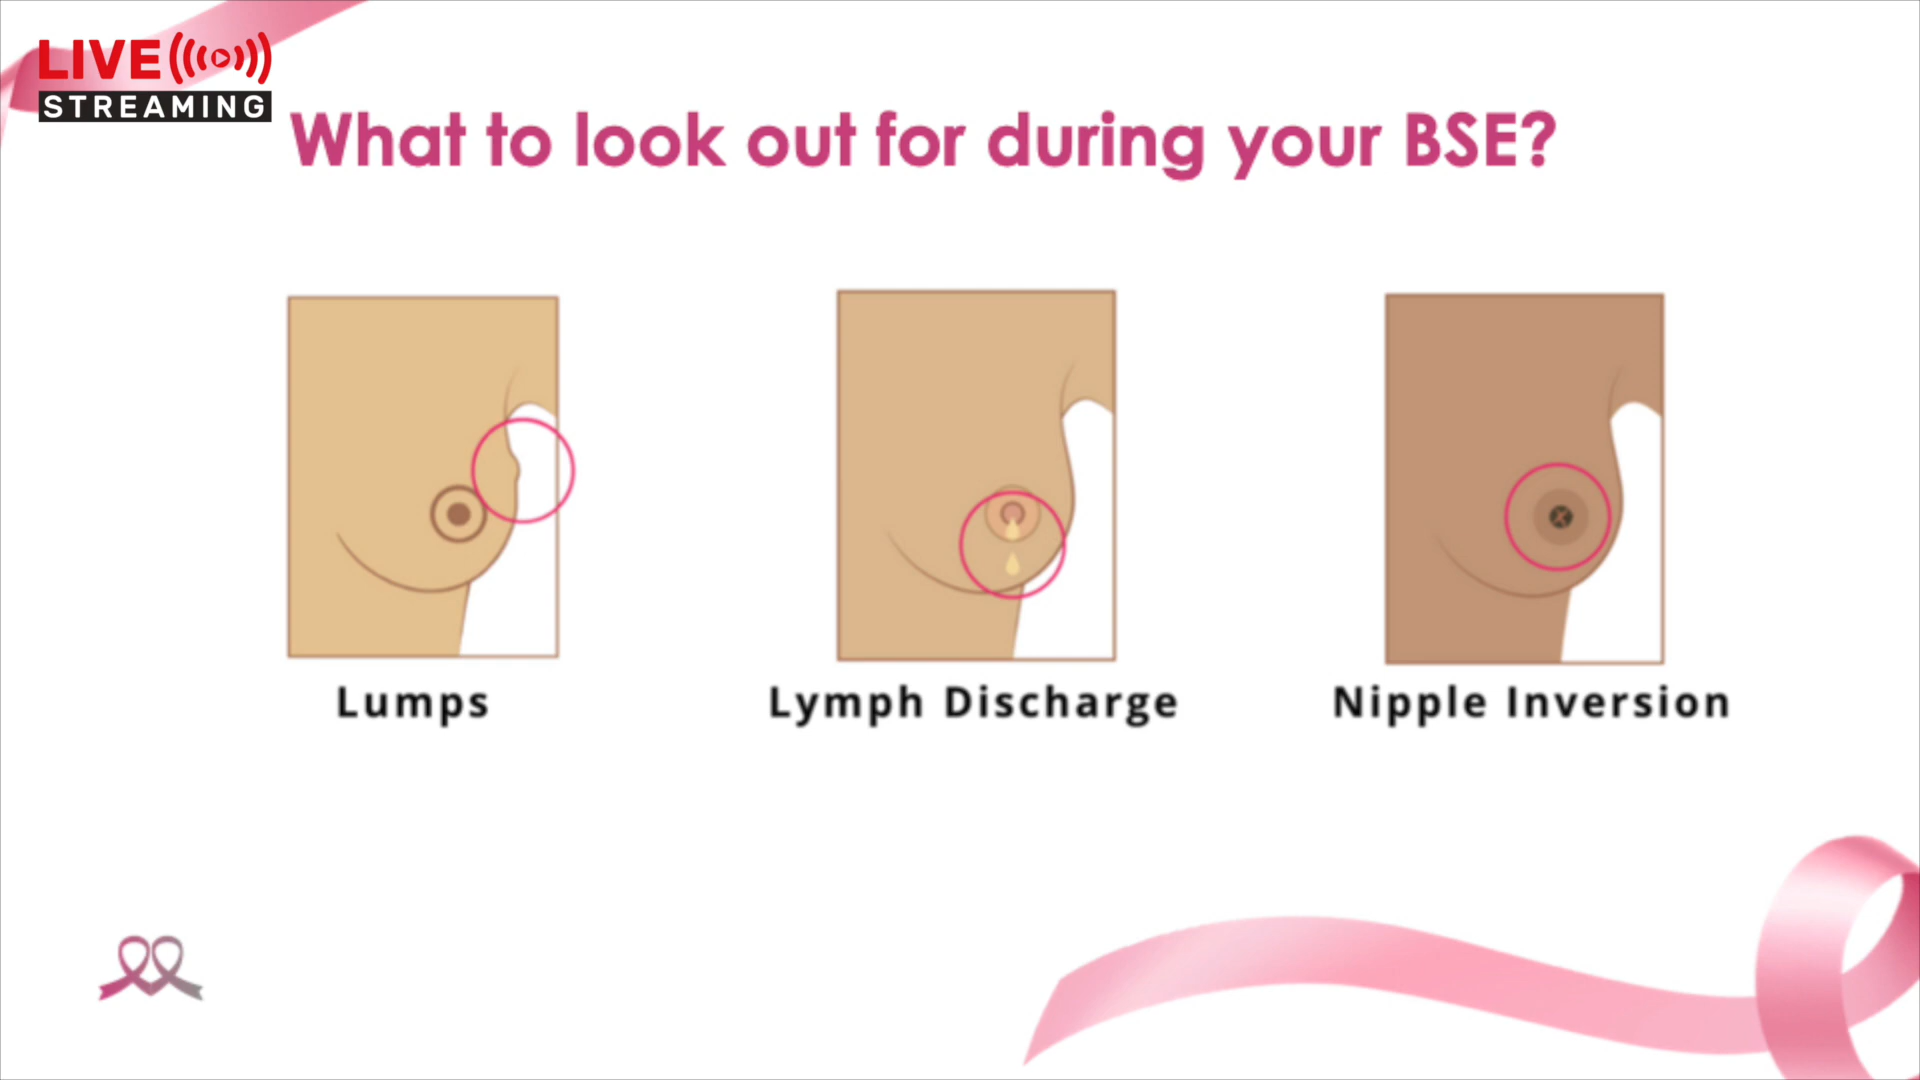 LIVE
STREAMING
What to look out for during your BSE?
Lumps
Lymph Discharge
Nipple Inversion